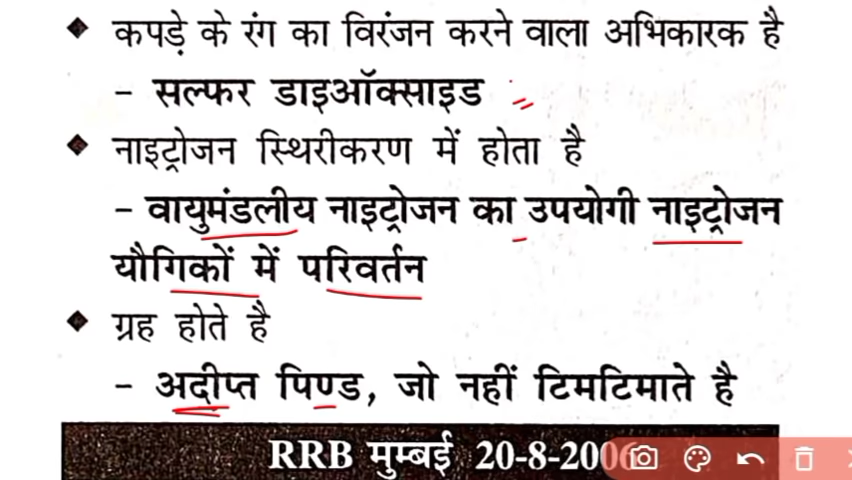 ◆ कपड़े के रंग का विरंजन करने वाला अभिकारक है
– सल्फर डाइऑक्साइड
◆ नाइट्रोजन स्थिरीकरण में होता है
– वायुमंडलीय नाइट्रोजन का उपयोगी नाइट्रोजन
यौगिकों में परिवर्तन
◆ ग्रह होते है
– अदीप्त पिण्ड, जो नहीं टिमटिमाते है
RRB मुम्बई 20-8-2006